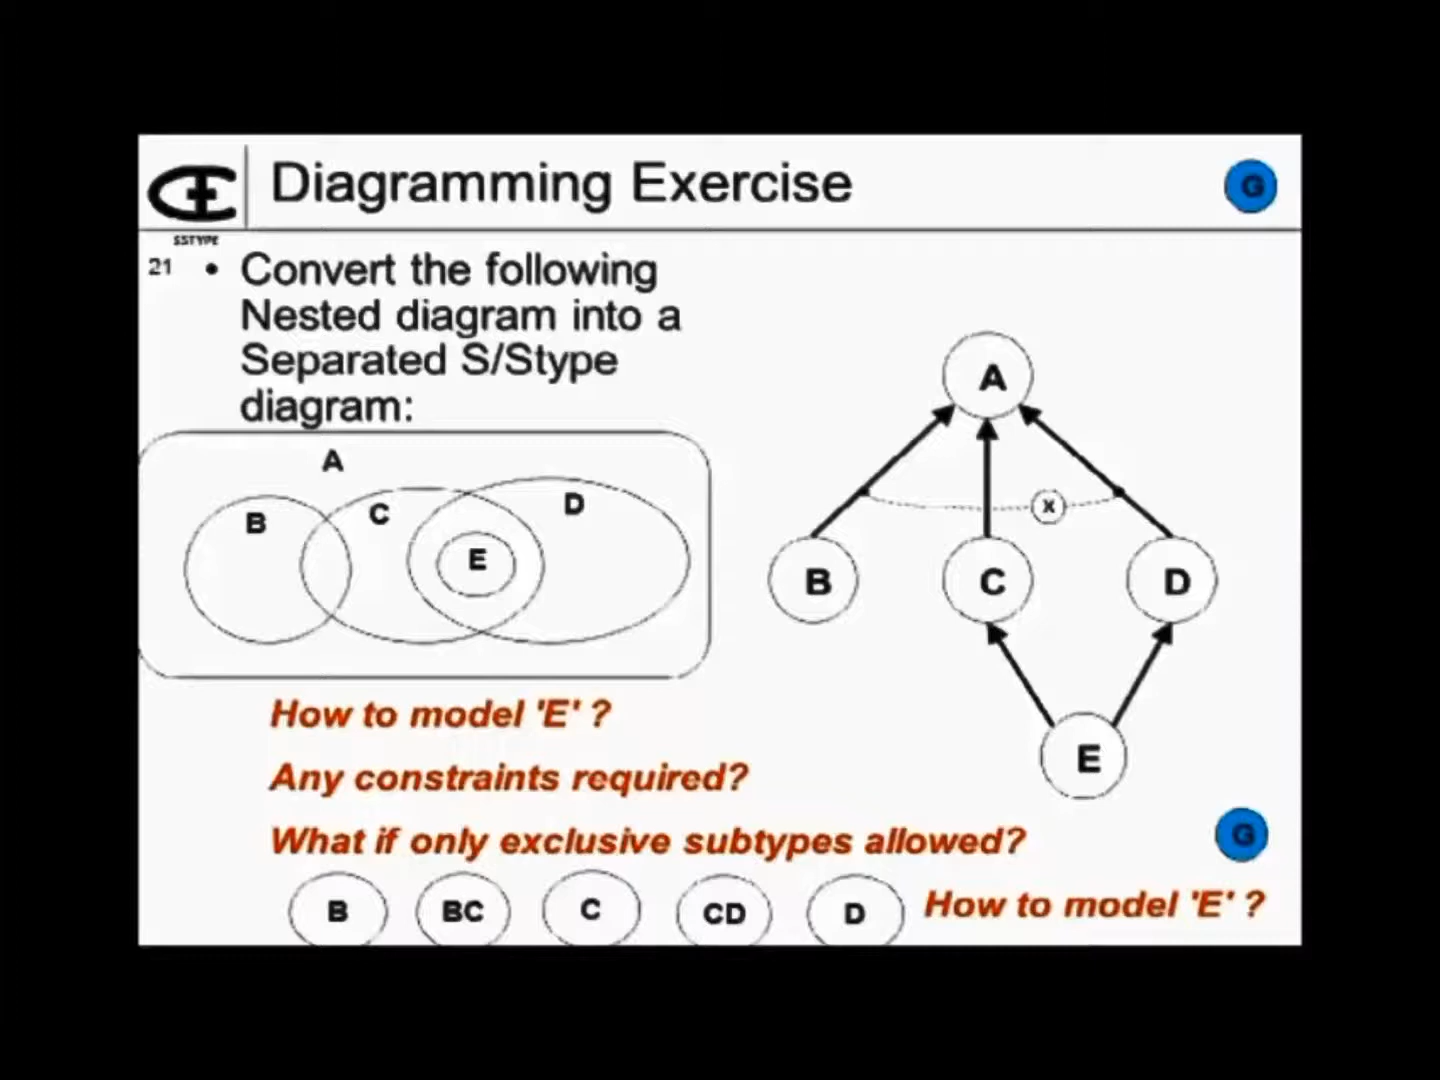 Diagramming Exercise
G
SSTYPE
21
• Convert the following
Nested diagram into a
Separated S/Stype
diagram:
A
B
C
D
E
A
X
B
C
D
E
How to model 'E' ?
Any constraints required?
What if only exclusive subtypes allowed?
G
B
BC
C
CD
D
How to model 'E' ?